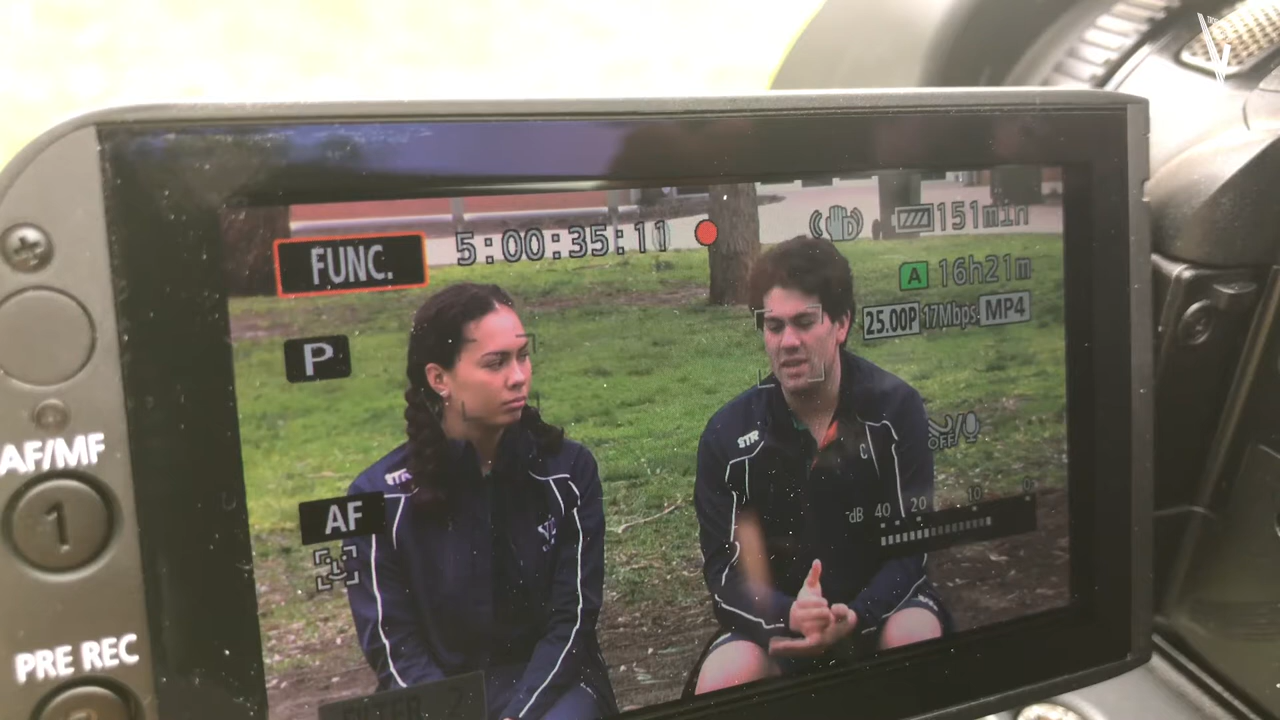 FUNC.
5:00:35:11
151min
A
16h21m
25.00P 17Mbps MP4
P
AF/MF
1
STR
STR
C
OFF/
AF
-dB 40 20 10 0
PRE REC